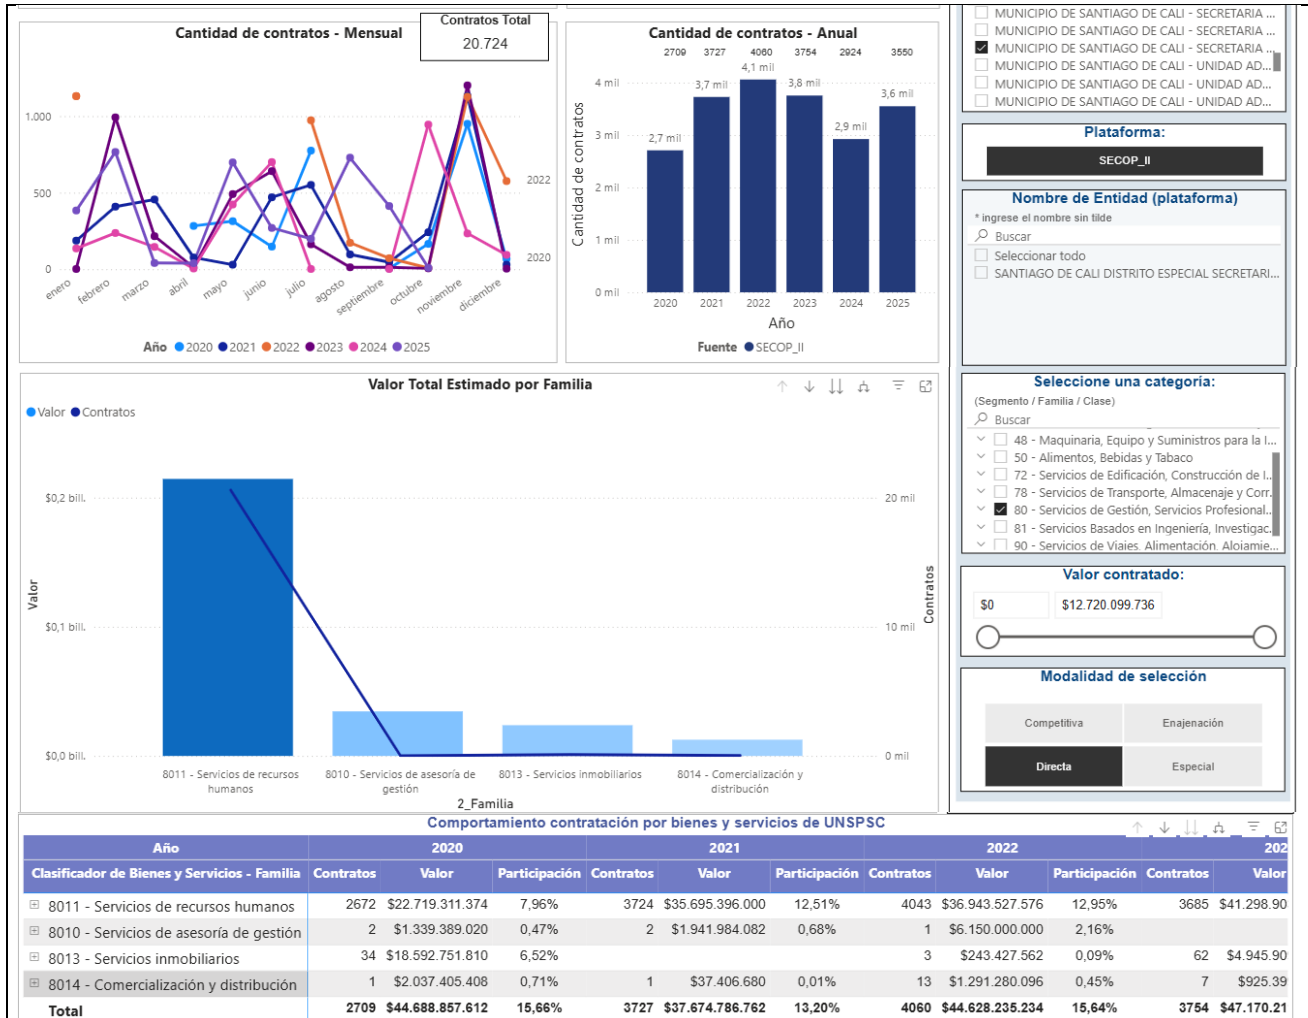 Cantidad de contratos - Mensual
Contratos Total
20.724
1.000
500
0
2022
2020
enero
febrero
marzo
abril
mayo
junio
julio
agosto
septiembre
octubre
noviembre
diciembre
Año 2020 2021 2022 2023 2024 2025
Cantidad de contratos - Anual
2709 3727 4060 3754 2924 3550
Cantidad de contratos
4 mil
3 mil
2 mil
1 mil
0 mil
2,7 mil
3,7 mil
4,1 mil
3,8 mil
2,9 mil
3,6 mil
2020 2021 2022 2023 2024 2025
Año
Fuente SECOP_II
MUNICIPIO DE SANTIAGO DE CALI - SECRETARIA ...
MUNICIPIO DE SANTIAGO DE CALI - SECRETARIA ...
MUNICIPIO DE SANTIAGO DE CALI - SECRETARIA ...
MUNICIPIO DE SANTIAGO DE CALI - UNIDAD AD...
MUNICIPIO DE SANTIAGO DE CALI - UNIDAD AD...
MUNICIPIO DE SANTIAGO DE CALI - UNIDAD AD...
Plataforma:
SECOP_II
Nombre de Entidad (plataforma)
* ingrese el nombre sin tilde
Buscar
Seleccionar todo
SANTIAGO DE CALI DISTRITO ESPECIAL SECRETARI...
Valor Total Estimado por Familia
Valor Contratos
Valor
$0,2 bill.
$0,1 bill.
$0,0 bill.
20 mil
10 mil
0 mil
Contratos
8011 - Servicios de recursos
humanos
8010 - Servicios de asesoría de
gestión
8013 - Servicios inmobiliarios
8014 - Comercialización y
distribución
2_Familia
Seleccione una categoría:
(Segmento / Familia / Clase)
Buscar
48 - Maquinaria, Equipo y Suministros para la I...
50 - Alimentos, Bebidas y Tabaco
72 - Servicios de Edificación, Construcción de I...
78 - Servicios de Transporte, Almacenaje y Corr...
80 - Servicios de Gestión, Servicios Profesional...
81 - Servicios Basados en Ingeniería, Investigac...
90 - Servicios de Viajes, Alimentación, Alojamie...
Valor contratado:
$0 $12.720.099.736
Modalidad de selección
Competitiva Enajenación
Directa Especial
Comportamiento contratación por bienes y servicios de UNSPSC
Año 2020 2021 2022 202
Clasificador de Bienes y Servicios - Familia Contratos Valor Participación Contratos Valor Participación Contratos Valor Participación Contratos Valor
8011 - Servicios de recursos humanos 2672 $22.719.311.374 7,96% 3724 $35.695.396.000 12,51% 4043 $36.943.527.576 12,95% 3685 $41.298.90
8010 - Servicios de asesoría de gestión 2 $1.339.389.020 0,47% 2 $1.941.984.082 0,68% 1 $6.150.000.000 2,16%
8013 - Servicios inmobiliarios 34 $18.592.751.810 6,52% 3 $243.427.562 0,09% 62 $4.945.90
8014 - Comercialización y distribución 1 $2.037.405.408 0,71% 1 $37.406.680 0,01% 13 $1.291.280.096 0,45% 7 $925.39
Total 2709 $44.688.857.612 15,66% 3727 $37.674.786.762 13,20% 4060 $44.628.235.234 15,64% 3754 $47.170.21